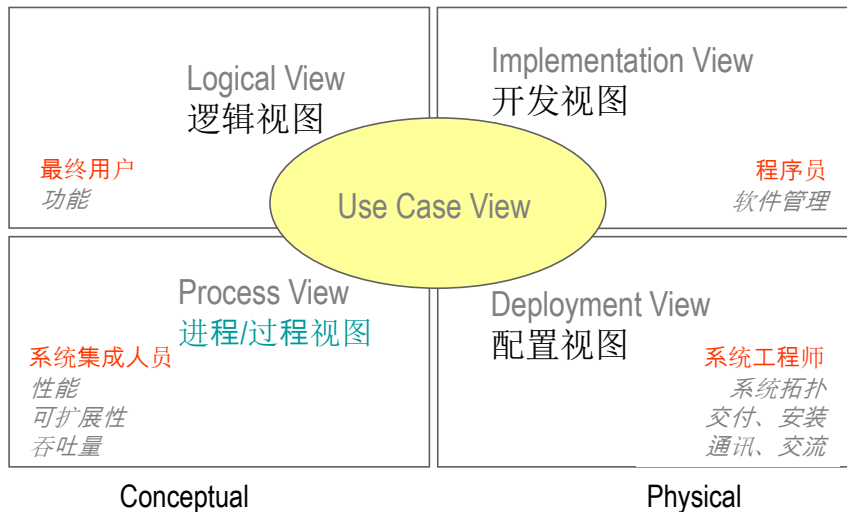 Logical View
逻辑视图
最终用户
功能
Implementation View
开发视图
程序员
软件管理
Use Case View
Process View
进程/过程视图
系统集成人员
性能
可扩展性
吞吐量
Deployment View
配置视图
系统工程师
系统拓扑
交付、安装
通讯、交流
Conceptual
Physical